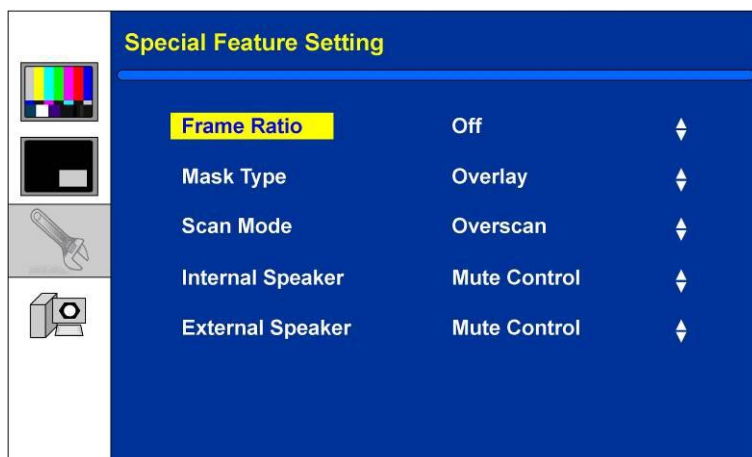 Special Feature Setting
Frame Ratio Off
Mask Type Overlay
Scan Mode Overscan
Internal Speaker Mute Control
External Speaker Mute Control